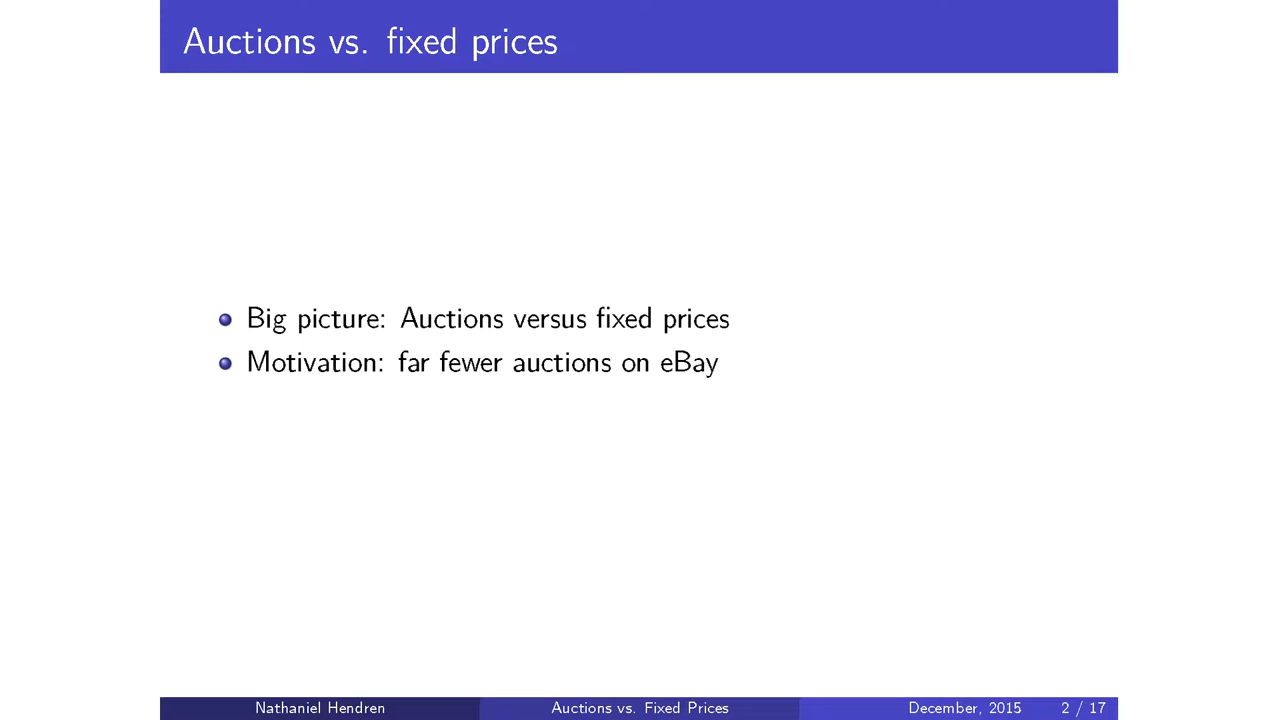 Auctions vs. fixed prices
Big picture: Auctions versus fixed prices
Motivation: far fewer auctions on eBay
Nathaniel Hendren Auctions vs. Fixed Prices December, 2015 2 / 17